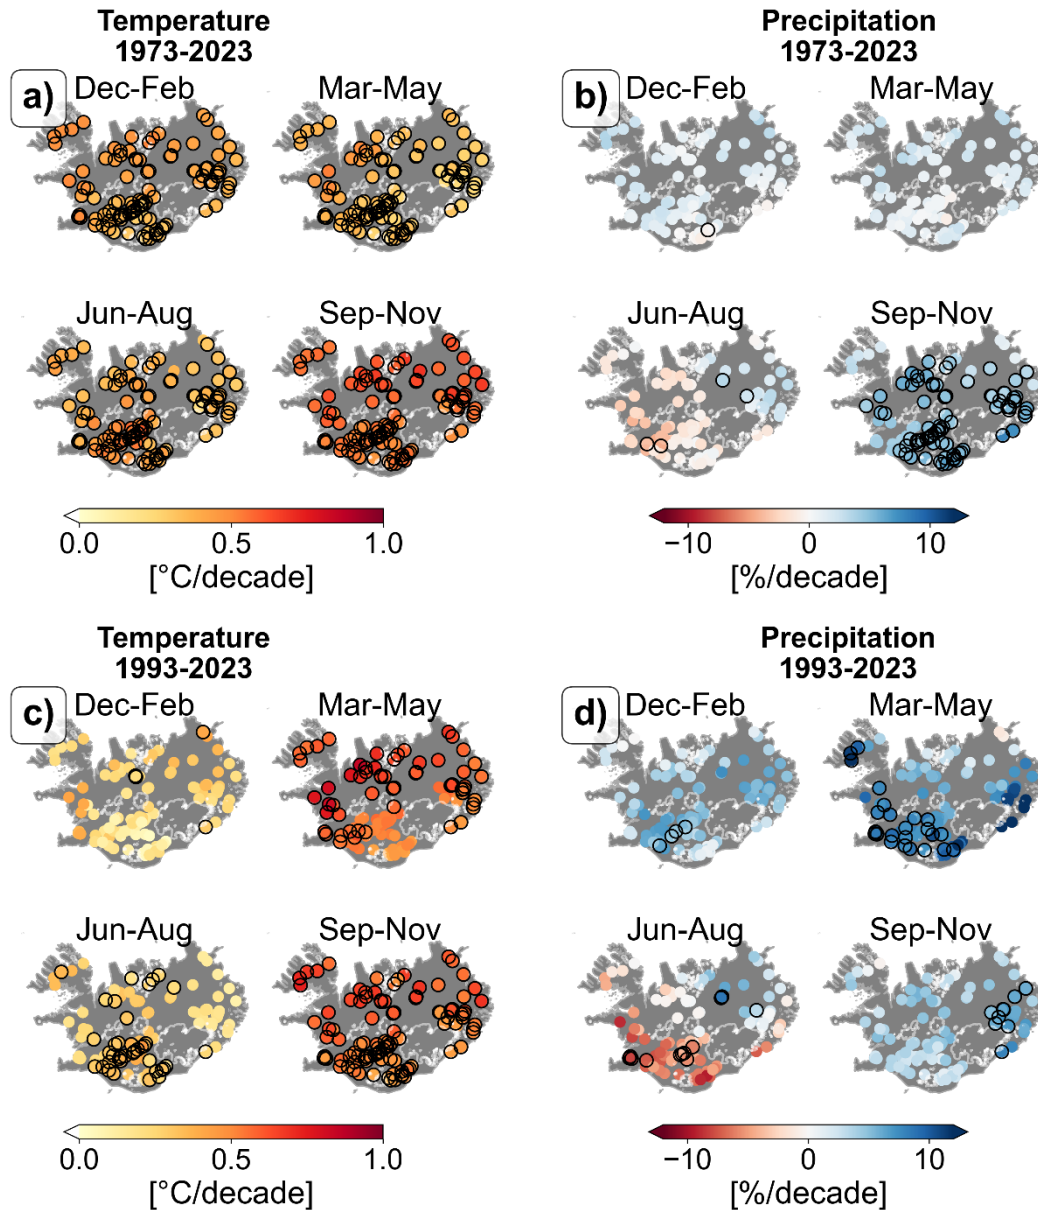 Temperature
1973-2023
Precipitation
1973-2023
a)
Dec-Feb
Mar-May
b)
Dec-Feb
Mar-May
Jun-Aug
Sep-Nov
Jun-Aug
Sep-Nov
0.0 0.5 1.0
[°C/decade]
−10 0 10
[%/decade]
Temperature
1993-2023
Precipitation
1993-2023
c)
Dec-Feb
Mar-May
d)
Dec-Feb
Mar-May
Jun-Aug
Sep-Nov
Jun-Aug
Sep-Nov
0.0 0.5 1.0
[°C/decade]
−10 0 10
[%/decade]